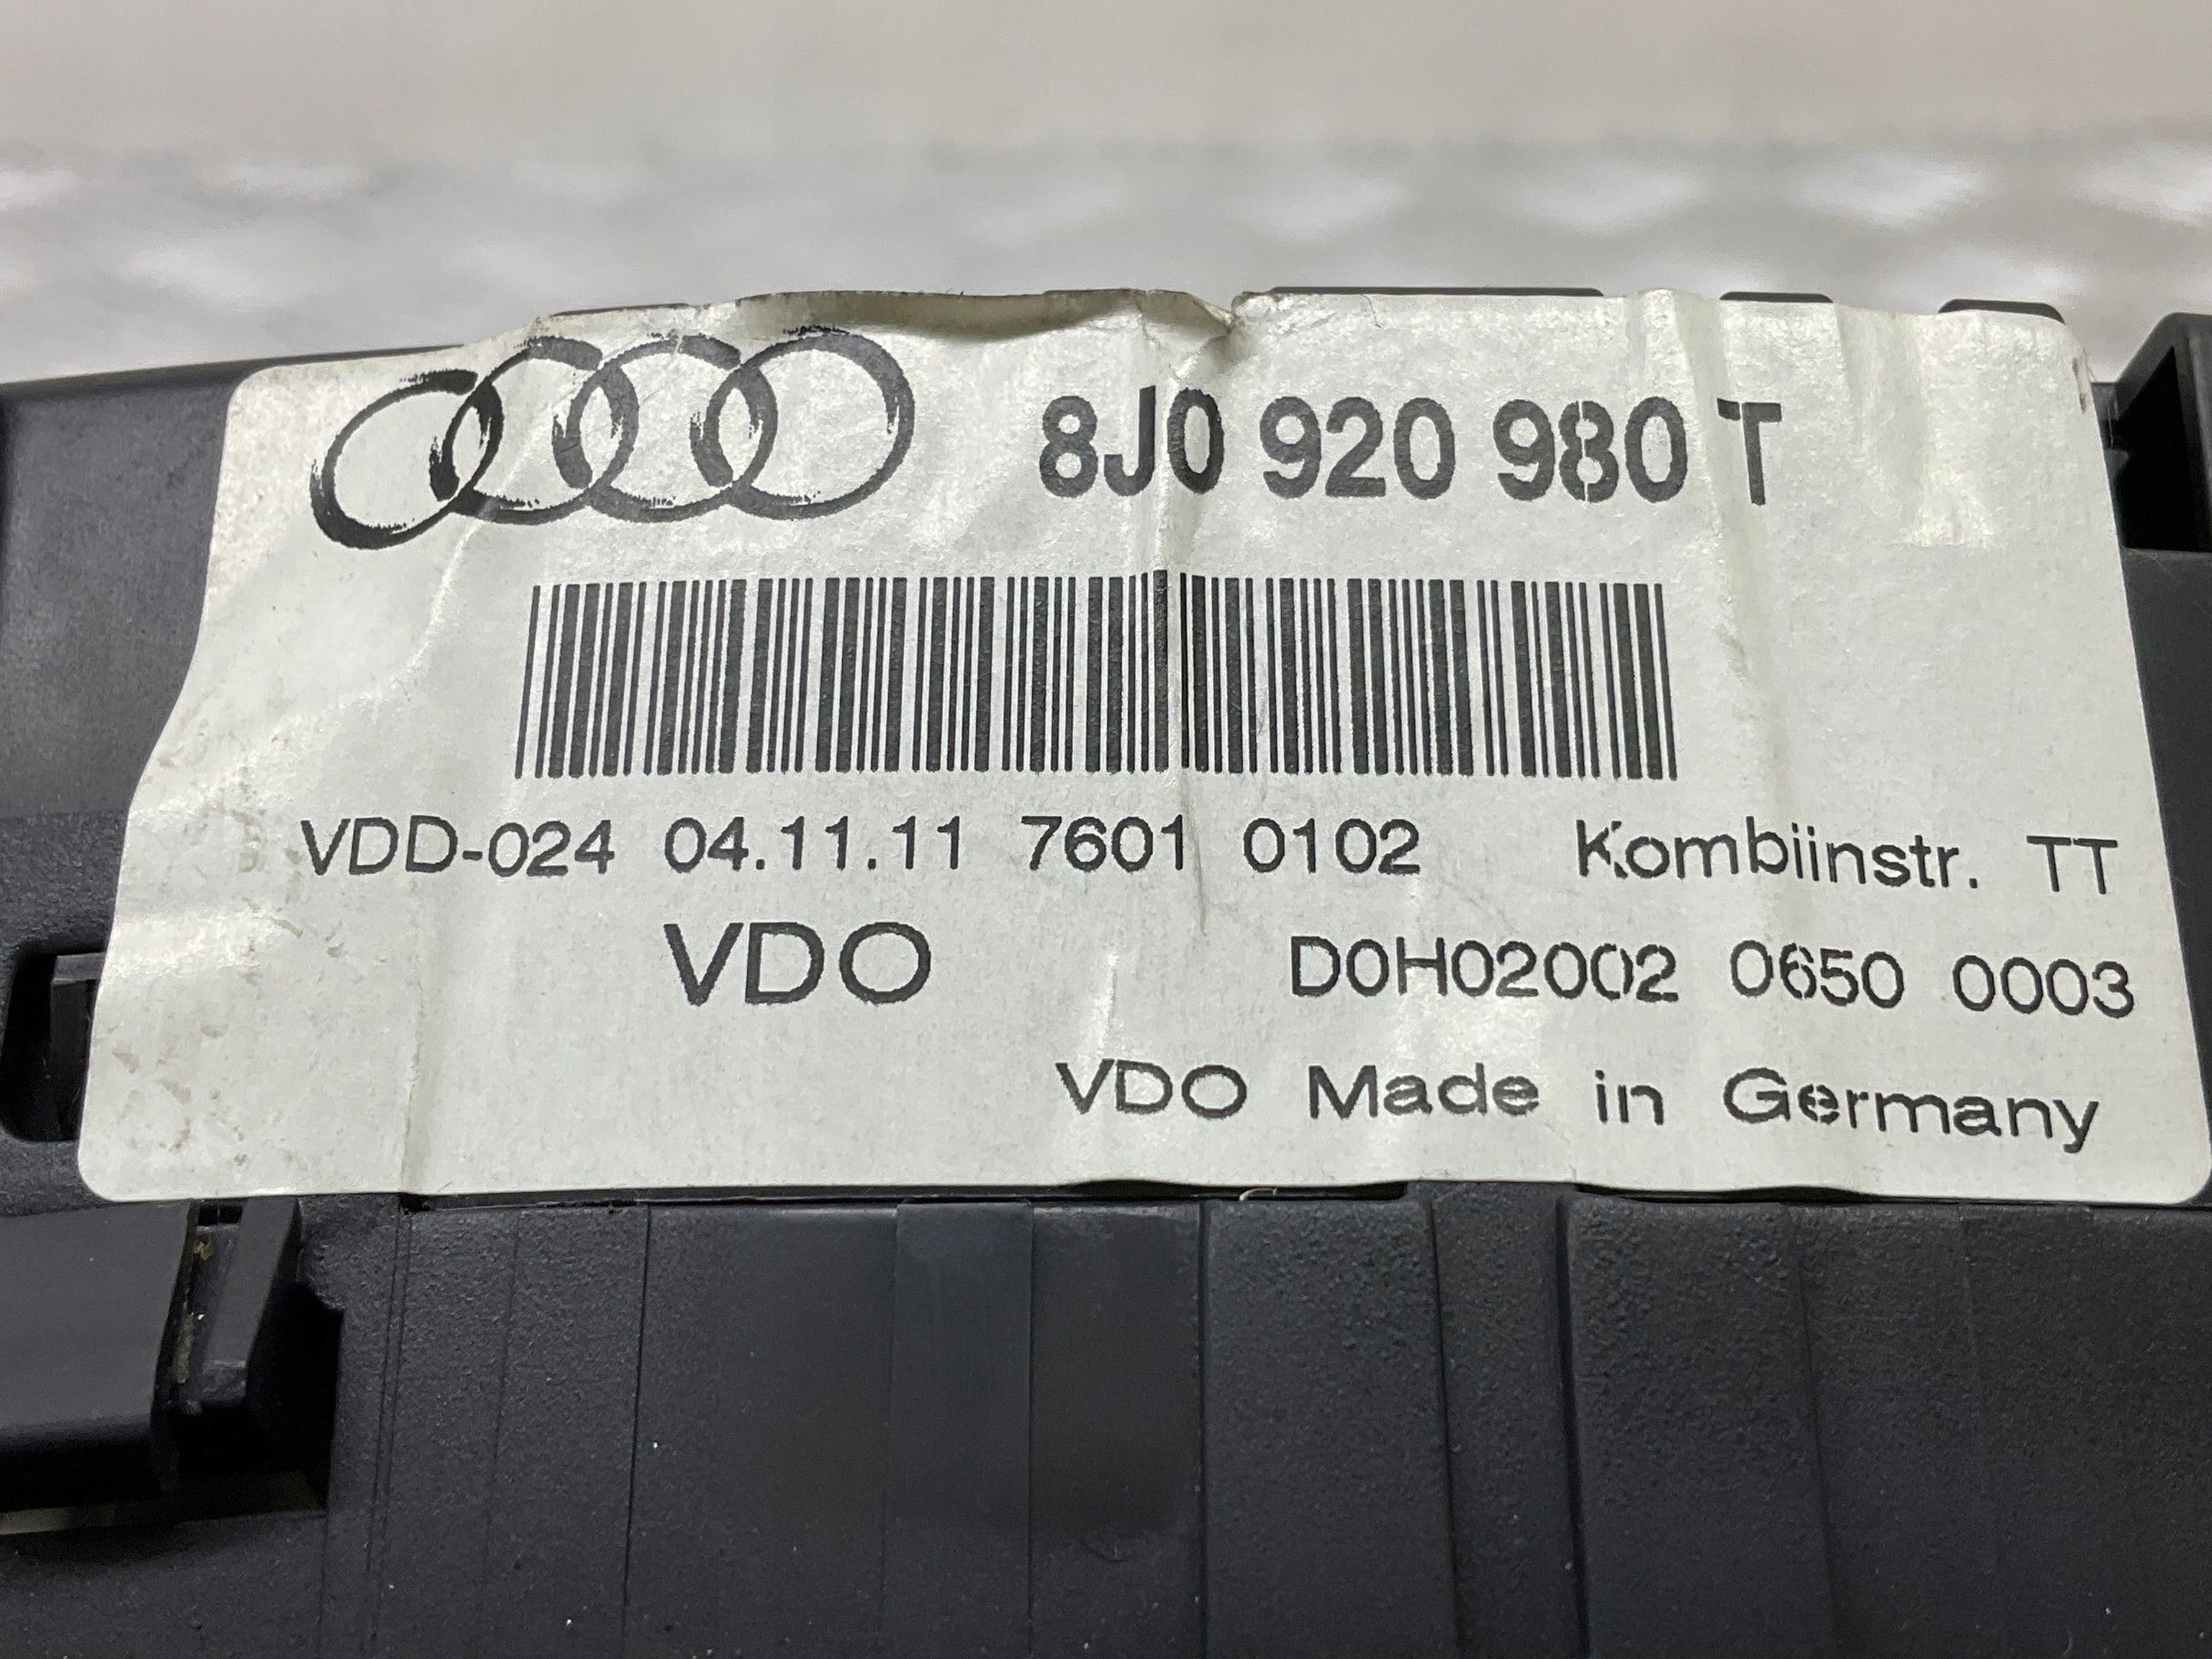 8J0 920 980 T
VDD-024 04.11.11 7601 0102 Kombiinstr. TT
VDO D0H02002 0650 0003
VDO Made in Germany